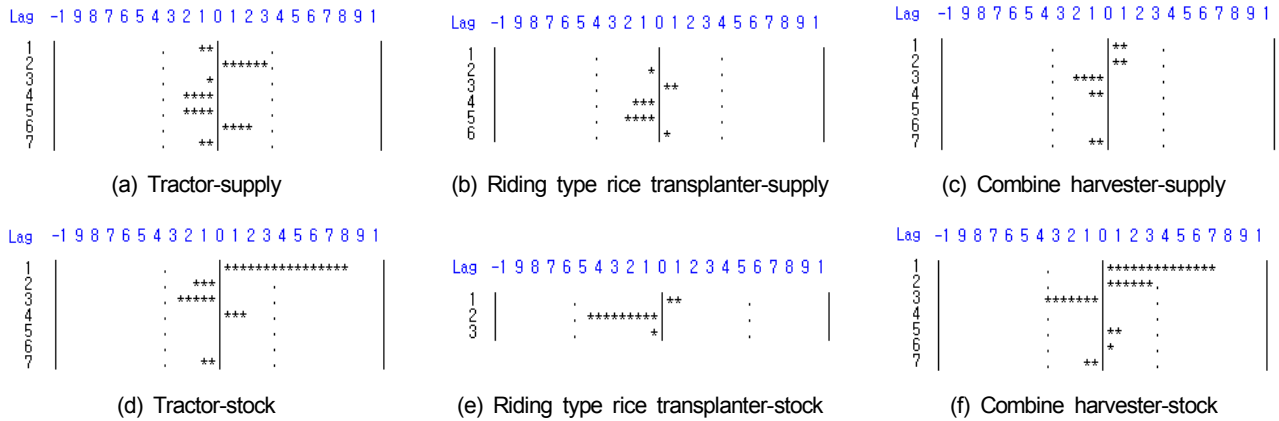 Lag -1 9 8 7 6 5 4 3 2 1 0 1 2 3 4 5 6 7 8 9 1
1 . ** .
2 . ******.
3 . * .
4 . **** .
5 . **** .
6 . **** .
7 . ** .
(a) Tractor-supply
Lag -1 9 8 7 6 5 4 3 2 1 0 1 2 3 4 5 6 7 8 9 1
1 . .
2 . * .
3 . ** .
4 . *** .
5 . **** .
6 . * .
(b) Riding type rice transplanter-supply
Lag -1 9 8 7 6 5 4 3 2 1 0 1 2 3 4 5 6 7 8 9 1
1 . ** .
2 . ** .
3 . **** .
4 . ** .
5 . .
6 . .
7 . ** .
(c) Combine harvester-supply
Lag -1 9 8 7 6 5 4 3 2 1 0 1 2 3 4 5 6 7 8 9 1
1 . ****************
2 . *** .
3 . ***** .
4 . *** .
5 . .
6 . .
7 . ** .
(d) Tractor-stock
Lag -1 9 8 7 6 5 4 3 2 1 0 1 2 3 4 5 6 7 8 9 1
1 . ** .
2 . ********* .
3 . * .
(e) Riding type rice transplanter-stock
Lag -1 9 8 7 6 5 4 3 2 1 0 1 2 3 4 5 6 7 8 9 1
1 . **************
2 . ******.
3 ******* .
4 . .
5 . ** .
6 . * .
7 . ** .
(f) Combine harvester-stock